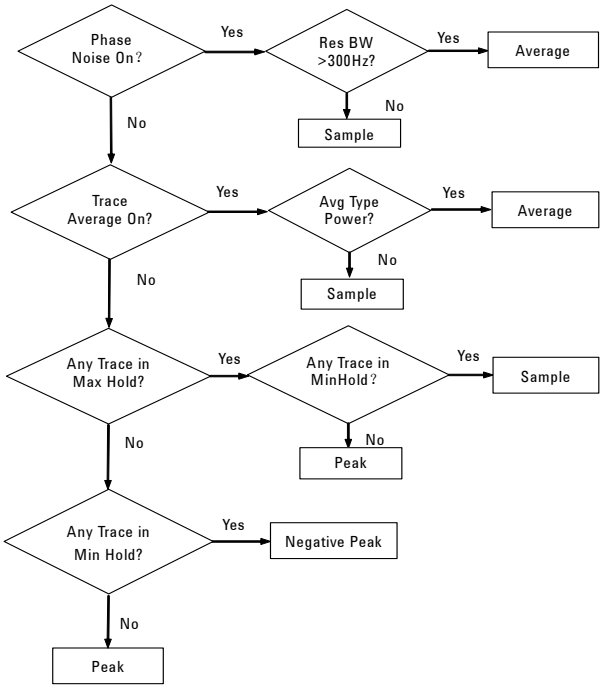 Phase
Noise On?
Yes
Res BW
>300Hz?
Yes
Average
No
No
Sample
Trace
Average On?
Yes
Avg Type
Power?
Yes
Average
No
No
Sample
Any Trace in
Max Hold?
Yes
Any Trace in
MinHold?
Yes
Sample
No
No
Peak
Any Trace in
Min Hold?
Yes
Negative Peak
No
Peak